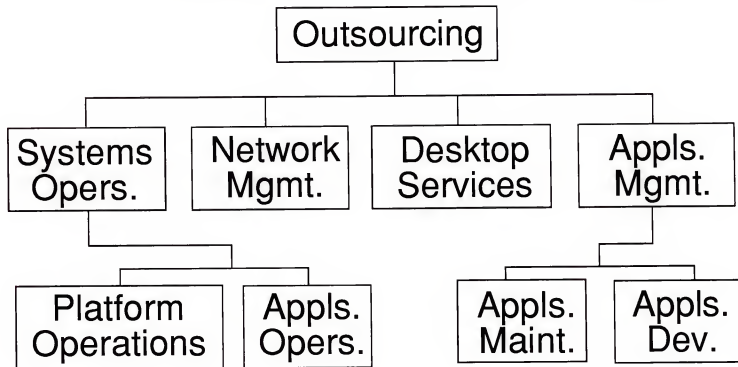 Outsourcing
Systems
Opers.
Network
Mgmt.
Desktop
Services
Appls.
Mgmt.
Platform
Operations
Appls.
Opers.
Appls.
Maint.
Appls.
Dev.